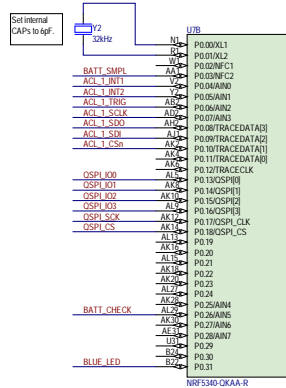 Set internal
CAPs to 6pF.
Y2
32kHz
U7B
N1 P0.00/XL1
R1 P0.01/XL2
W1 P0.02/NFC1
BATT_SMPL AA1 P0.03/NFC2
ACL_1_INT1 V2 P0.04/AIN0
ACL_1_INT2 Y2 P0.05/AIN1
ACL_1_TRIG AB2 P0.06/AIN2
ACL_1_SCLK AD2 P0.07/AIN3
ACL_1_SDO AH2 P0.08/TRACEDATA[3]
ACL_1_SDI AJ1 P0.09/TRACEDATA[2]
ACL_1_CSn AK2 P0.10/TRACEDATA[1]
AK4 P0.11/TRACEDATA[0]
AK6 P0.12/TRACECLK
QSPI_IO0 AL5 P0.13/QSPI[0]
QSPI_IO1 AK8 P0.14/QSPI[1]
QSPI_IO2 AK10 P0.15/QSPI[2]
QSPI_IO3 AL9 P0.16/QSPI[3]
QSPI_SCK AK12 P0.17/QSPI_CLK
QSPI_CS AK14 P0.18/QSPI_CS
AL13 P0.19
AK16 P0.20
AL15 P0.21
AK18 P0.22
AK20 P0.23
AL27 P0.24
AK28 P0.25/AIN4
BATT_CHECK AL29 P0.26/AIN5
AK30 P0.27/AIN6
AE31 P0.28/AIN7
U31 P0.29
B24 P0.30
BLUE_LED B22 P0.31
NRF5340-QKAA-R